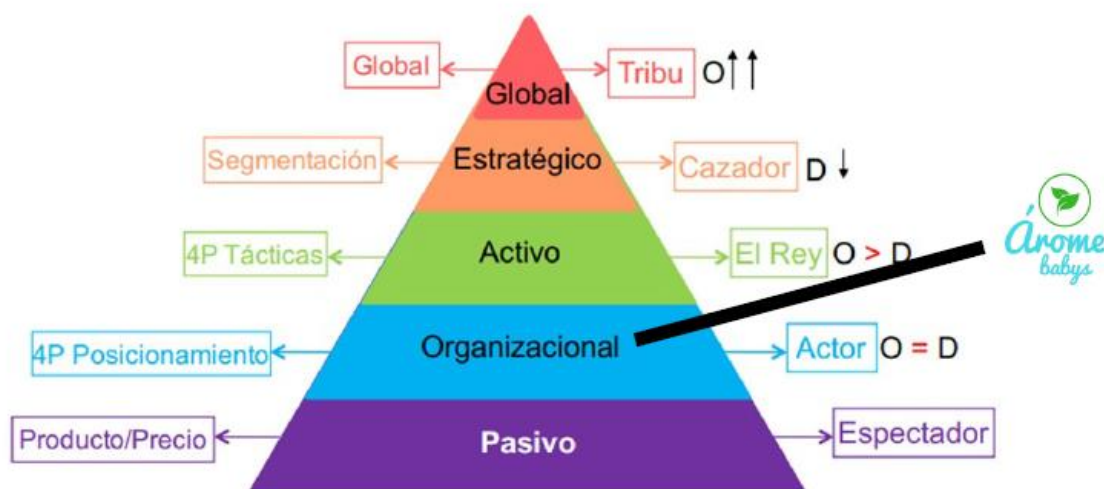 Global
Global
Tribu O↑↑
Segmentación
Estratégico
Cazador D ↓
4P Tácticas
Activo
El Rey O > D
Árome
babys
4P Posicionamiento
Organizacional
Actor O = D
Producto/Precio
Pasivo
Espectador